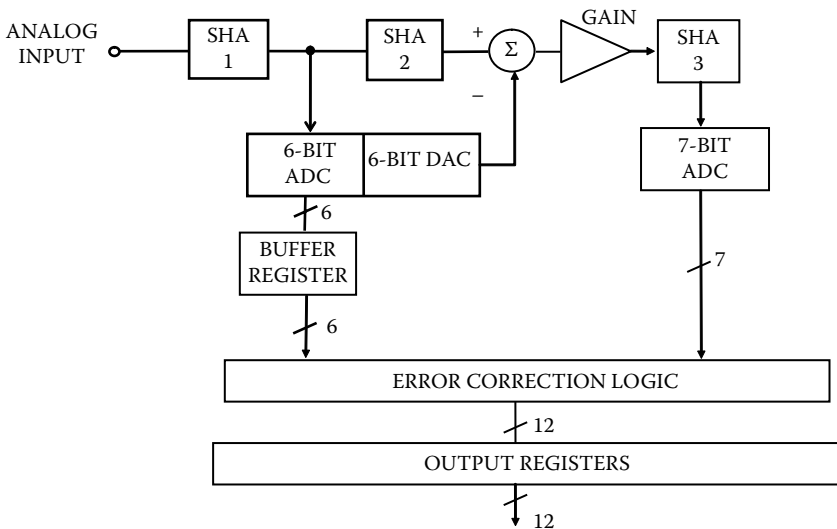 ANALOG
INPUT
SHA
1
SHA
2
+
Σ
−
GAIN
SHA
3
6-BIT
ADC
6-BIT DAC
7-BIT
ADC
6
BUFFER
REGISTER
7
6
ERROR CORRECTION LOGIC
12
OUTPUT REGISTERS
12